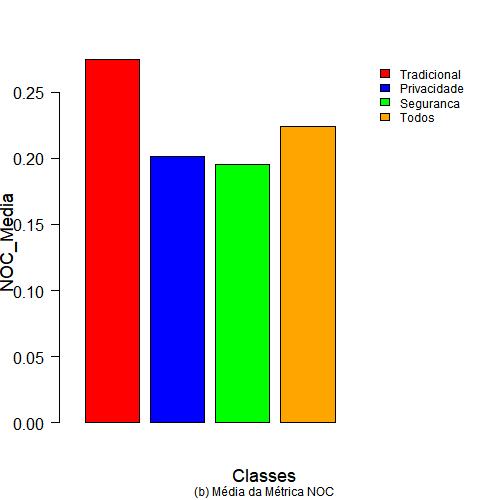 NOC_Media
0.25
0.20
0.15
0.10
0.05
0.00
Tradicional
Privacidade
Seguranca
Todos
Classes
(b) Média da Métrica NOC